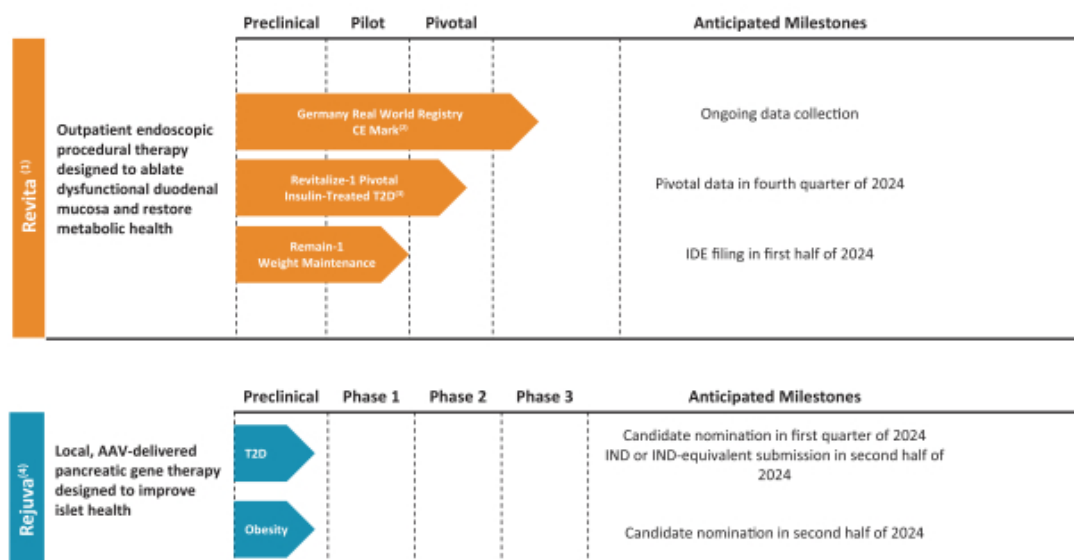 Preclinical Pilot Pivotal Anticipated Milestones
Revita (1)
Outpatient endoscopic
procedural therapy
designed to ablate
dysfunctional duodenal
mucosa and restore
metabolic health
Germany Real World Registry
CE Mark(2)
Ongoing data collection
Revitalize-1 Pivotal
Insulin-Treated T2D(3)
Pivotal data in fourth quarter of 2024
Remain-1
Weight Maintenance
IDE filing in first half of 2024
Preclinical Phase 1 Phase 2 Phase 3 Anticipated Milestones
Rejuva(4)
Local, AAV-delivered
pancreatic gene therapy
designed to improve
islet health
T2D
Candidate nomination in first quarter of 2024
IND or IND-equivalent submission in second half of
2024
Obesity
Candidate nomination in second half of 2024